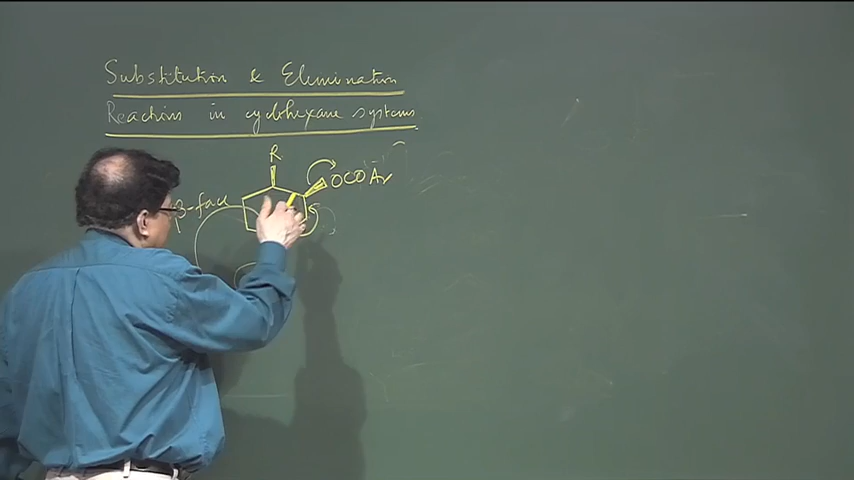 Substitution & Elimination
Reaction in cyclohexane systems
R
OCOAr
β-face